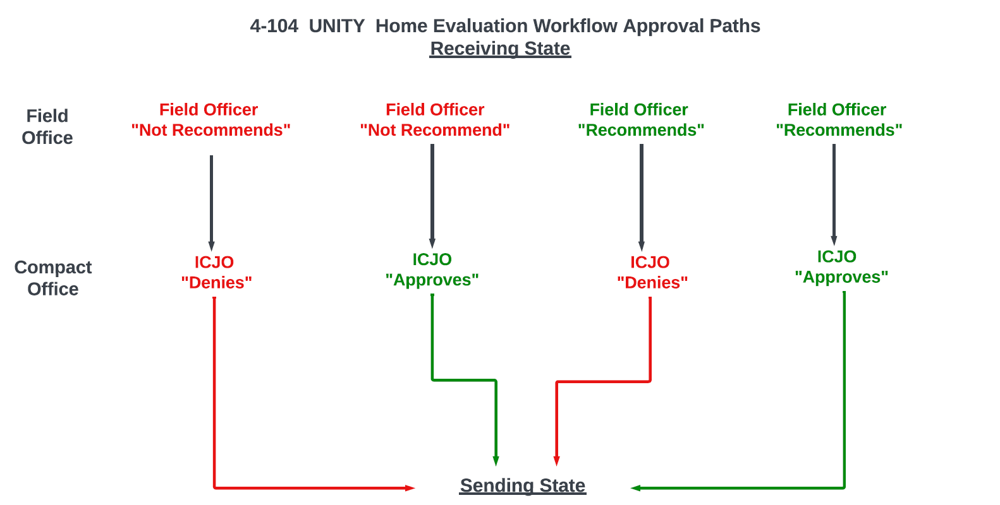 4-104 UNITY Home Evaluation Workflow Approval Paths
Receiving State
Field
Office
Field Officer
"Not Recommends"
Field Officer
"Not Recommend"
Field Officer
"Recommends"
Field Officer
"Recommends"
Compact
Office
ICJO
"Denies"
ICJO
"Approves"
ICJO
"Denies"
ICJO
"Approves"
Sending State